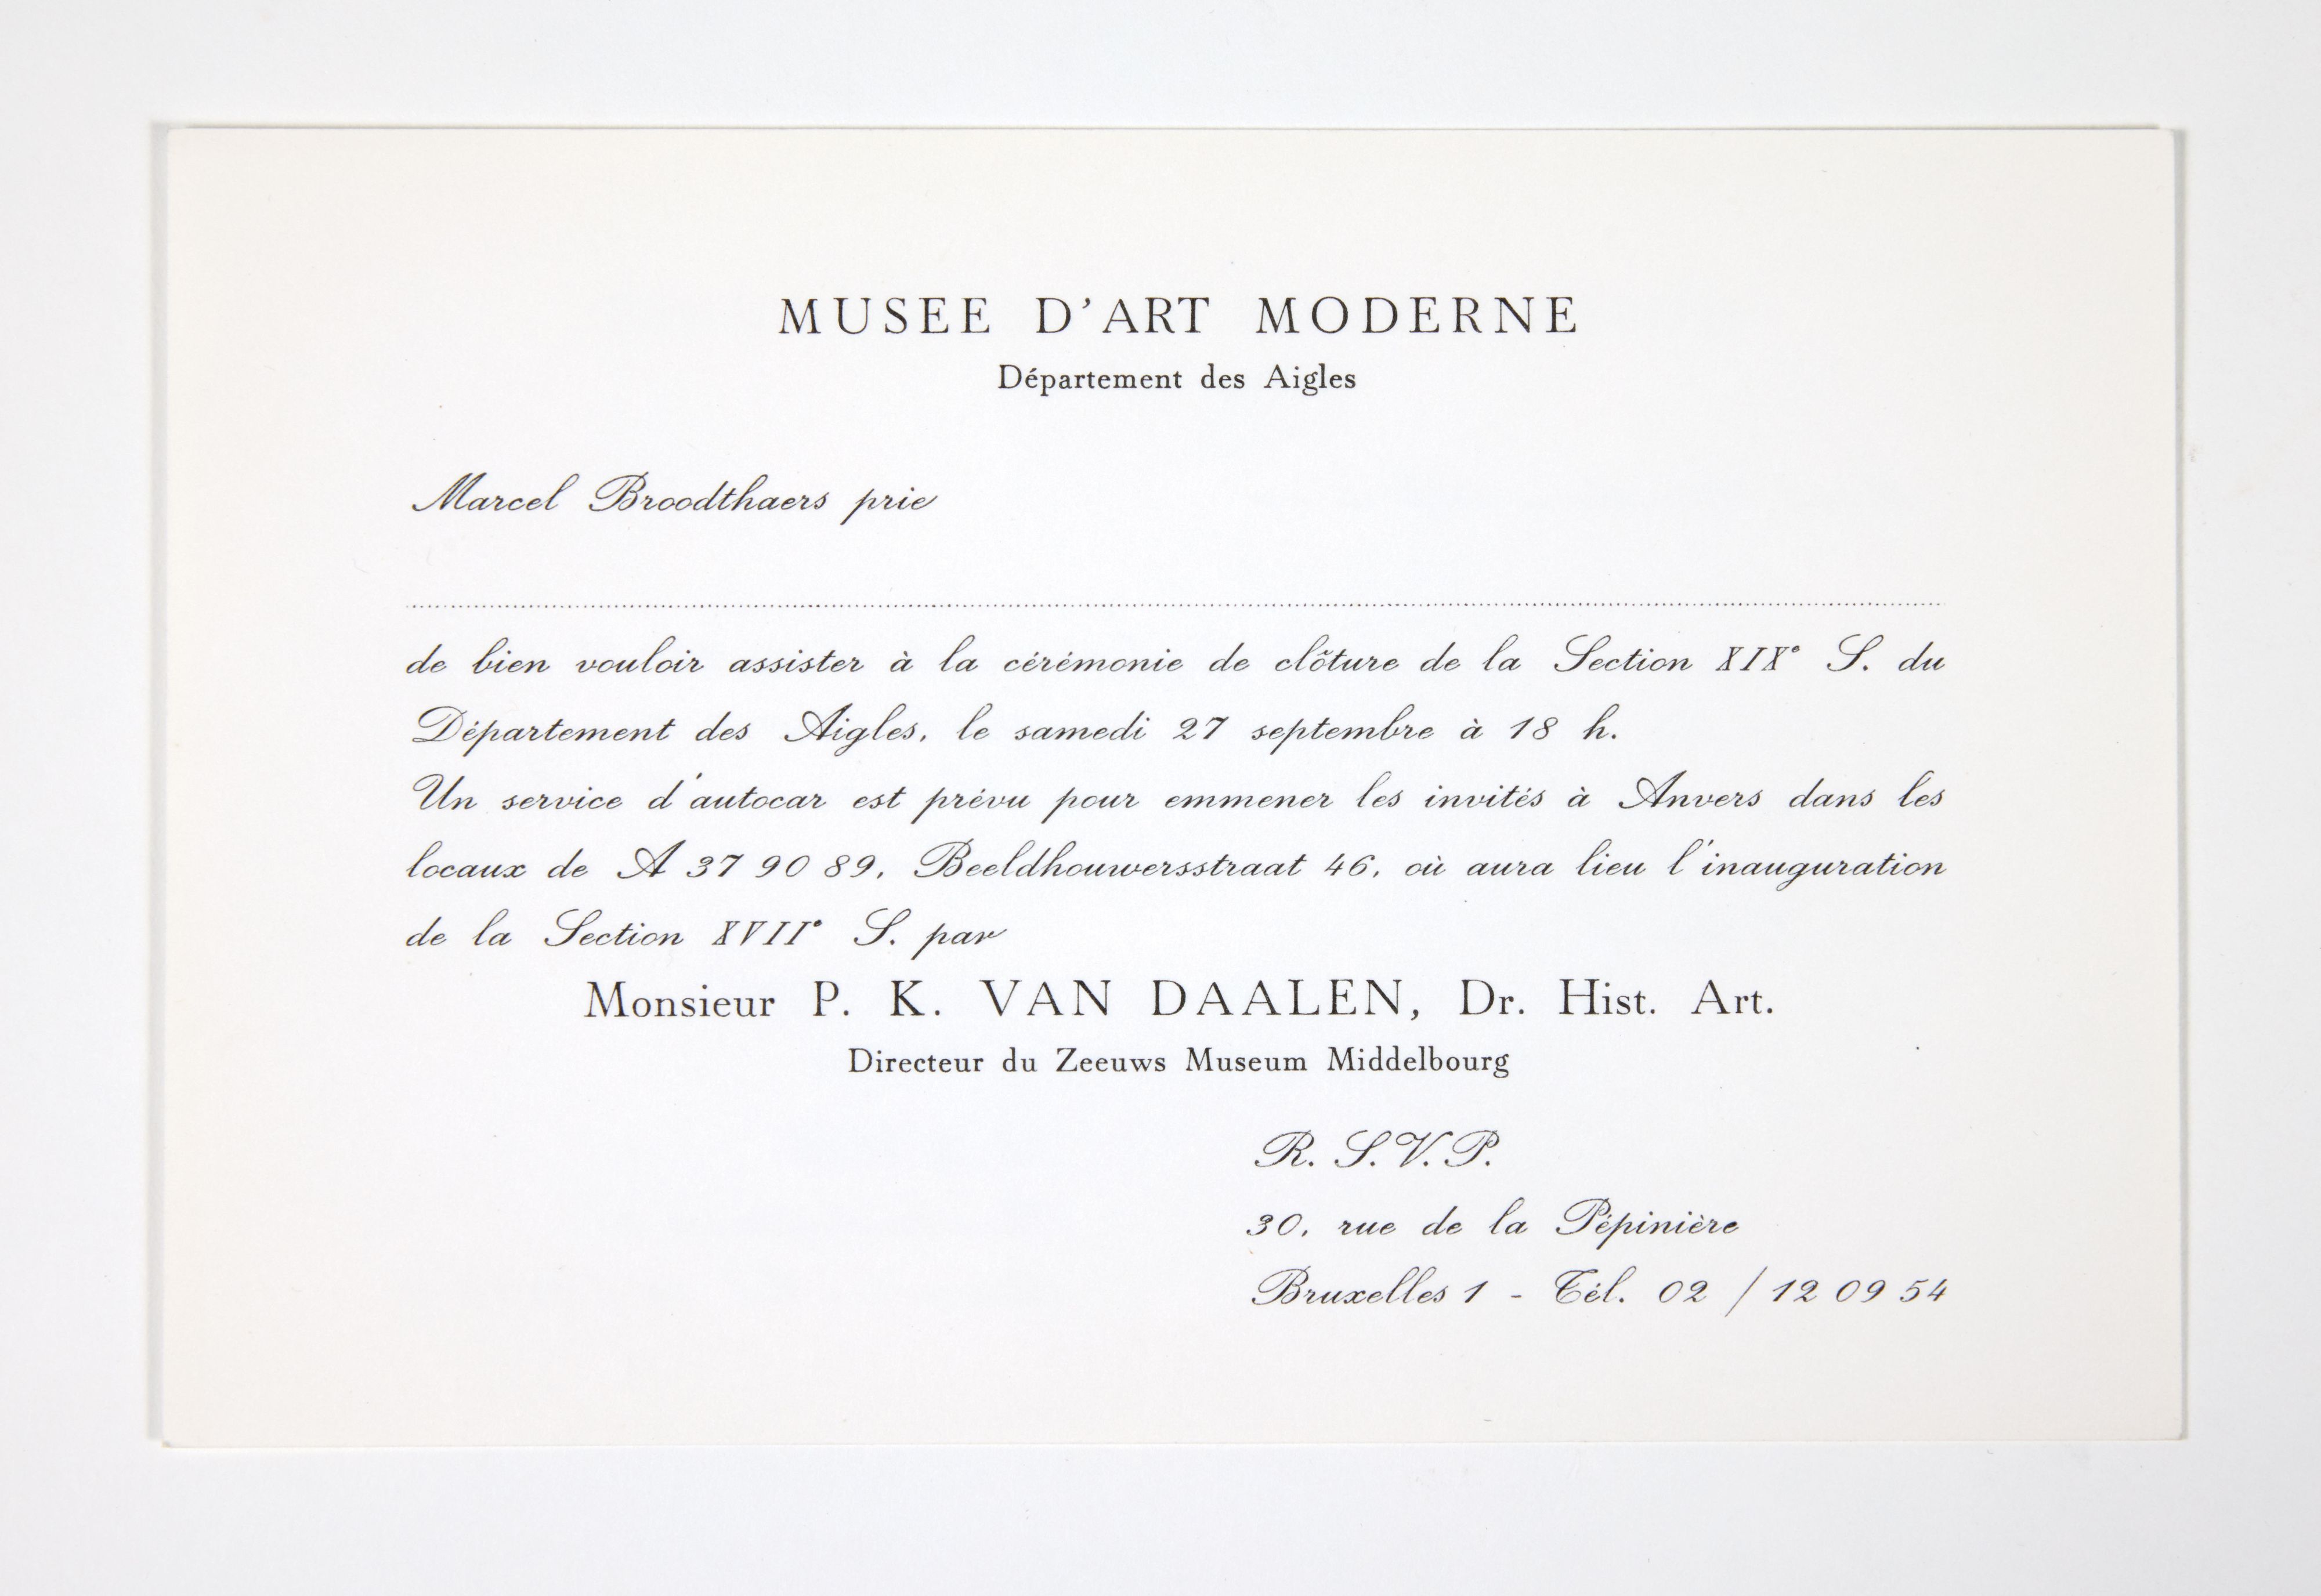 MUSEE D'ART MODERNE
Département des Aigles
Marcel Broodthaers prie
de bien vouloir assister à la cérémonie de clôture de la Section XIXe S. du
Département des Aigles, le samedi 27 septembre à 18 h.
Un service d'autocar est prévu pour emmener les invités à Anvers dans les
locaux de A 37 90 89, Beeldhouwersstraat 46, où aura lieu l'inauguration
de la Section XVIIe S. par
Monsieur P. K. VAN DAALEN, Dr. Hist. Art.
Directeur du Zeeuws Museum Middelbourg
R. S. V. P.
30, rue de la Pépinière
Bruxelles 1 - Tél. 02 / 12 09 54